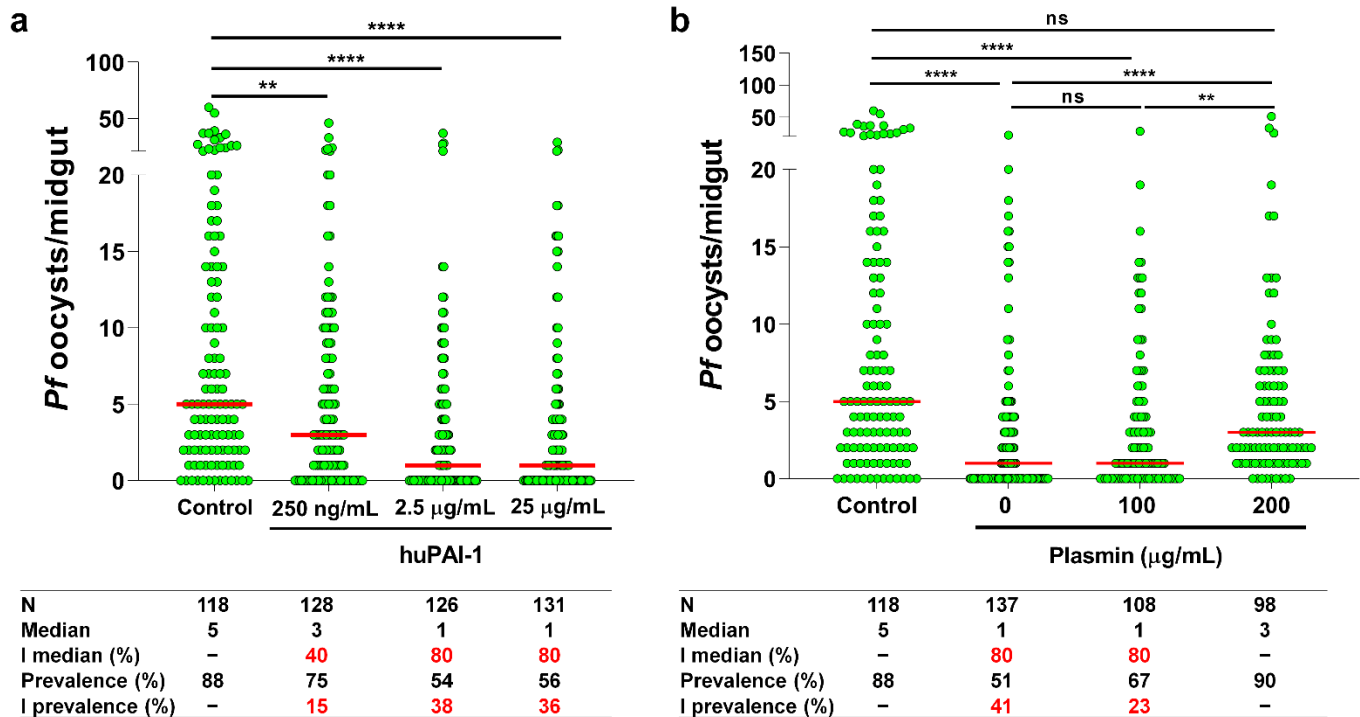 a
****
****
**
100
50
20
15
10
5
0
Pf oocysts/midgut
Control 250 ng/mL 2.5 μg/mL 25 μg/mL
huPAI-1
N 118 128 126 131
Median 5 3 1 1
I median (%) – 40 80 80
Prevalence (%) 88 75 54 56
I prevalence (%) – 15 38 36
b
ns
****
**** ****
ns **
150
100
50
20
15
10
5
0
Pf oocysts/midgut
Control 0 100 200
Plasmin (μg/mL)
N 118 137 108 98
Median 5 1 1 3
I median (%) – 80 80 –
Prevalence (%) 88 51 67 90
I prevalence (%) – 41 23 –